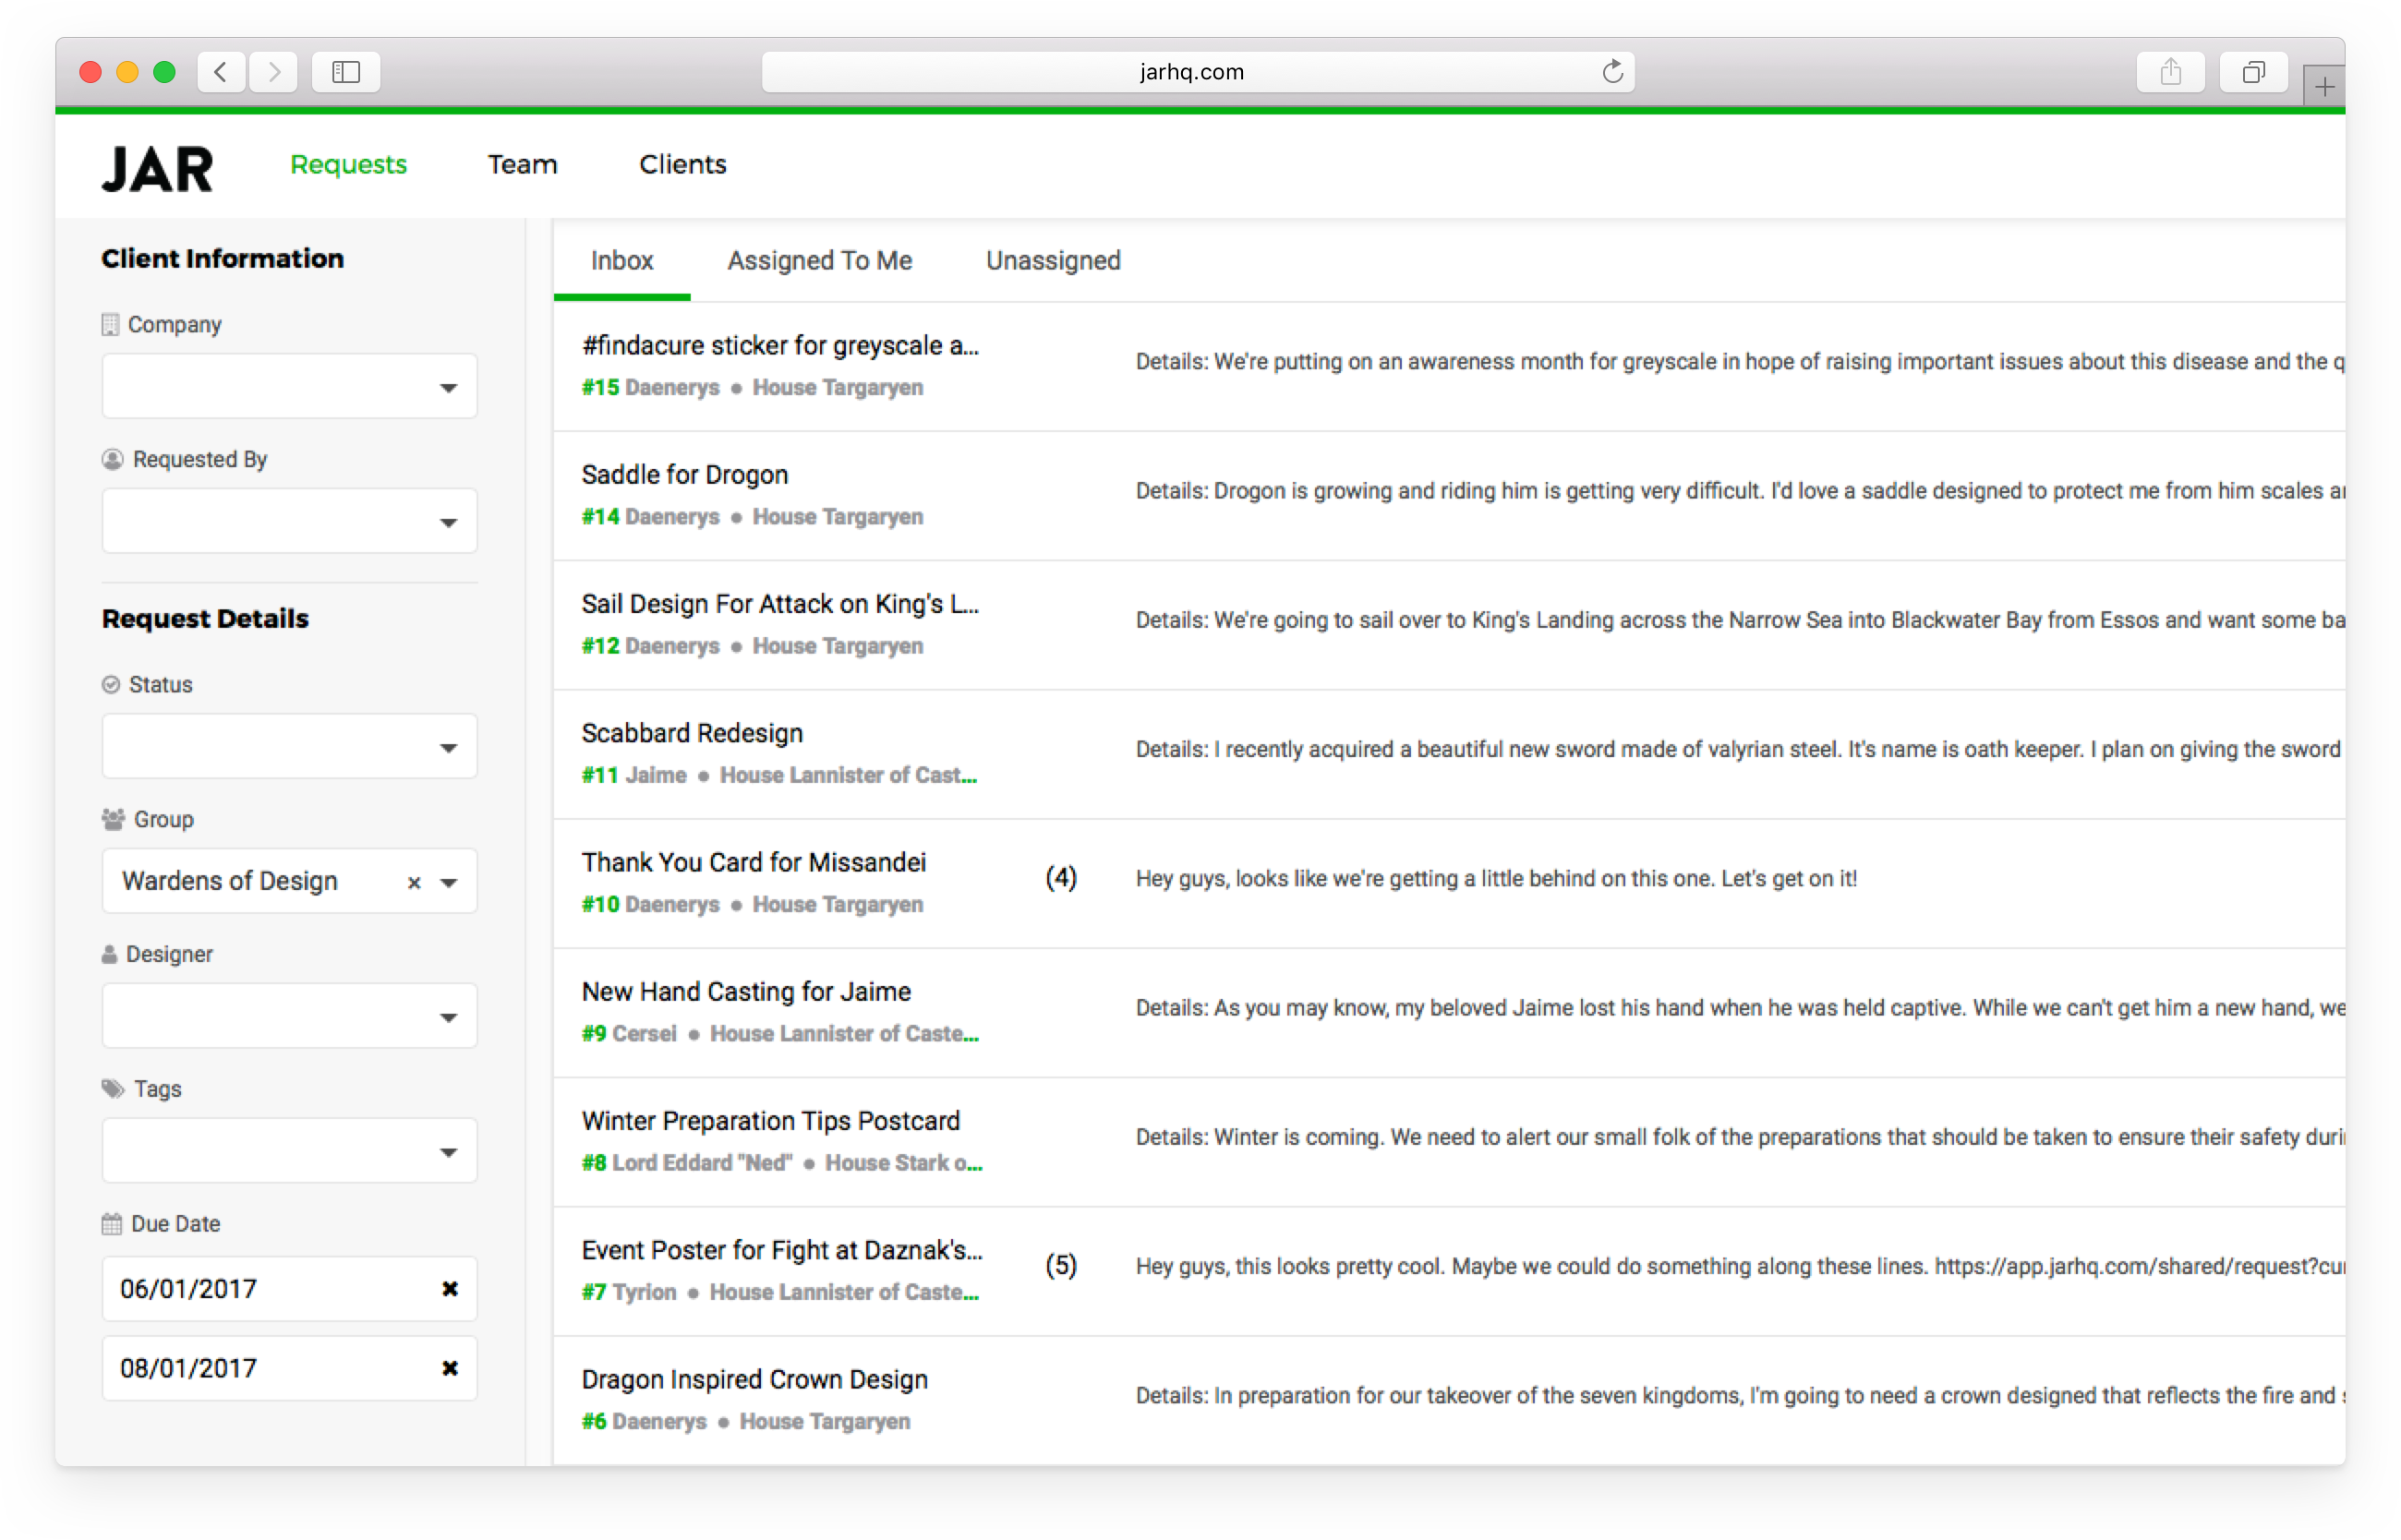 jarhq.com
JAR Requests Team Clients
Client Information
Company
Requested By
Request Details
Status
Group
Wardens of Design
Designer
Tags
Due Date
06/01/2017
08/01/2017
Inbox Assigned To Me Unassigned
#findacure sticker for greyscale a...
#15 Daenerys ● House Targaryen
Details: We're putting on an awareness month for greyscale in hope of raising important issues about this disease and the q
Saddle for Drogon
#14 Daenerys ● House Targaryen
Details: Drogon is growing and riding him is getting very difficult. I'd love a saddle designed to protect me from him scales a
Sail Design For Attack on King's L...
#12 Daenerys ● House Targaryen
Details: We're going to sail over to King's Landing across the Narrow Sea into Blackwater Bay from Essos and want some ba
Scabbard Redesign
#11 Jaime ● House Lannister of Cast...
Details: I recently acquired a beautiful new sword made of valyrian steel. It's name is oath keeper. I plan on giving the sword
Thank You Card for Missandei
#10 Daenerys ● House Targaryen
(4)
Hey guys, looks like we're getting a little behind on this one. Let's get on it!
New Hand Casting for Jaime
#9 Cersei ● House Lannister of Caste...
Details: As you may know, my beloved Jaime lost his hand when he was held captive. While we can't get him a new hand, we
Winter Preparation Tips Postcard
#8 Lord Eddard "Ned" ● House Stark o...
Details: Winter is coming. We need to alert our small folk of the preparations that should be taken to ensure their safety duri
Event Poster for Fight at Daznak's...
#7 Tyrion ● House Lannister of Caste...
(5)
Hey guys, this looks pretty cool. Maybe we could do something along these lines. https://app.jarhq.com/shared/request?cu
Dragon Inspired Crown Design
#6 Daenerys ● House Targaryen
Details: In preparation for our takeover of the seven kingdoms, I'm going to need a crown designed that reflects the fire and